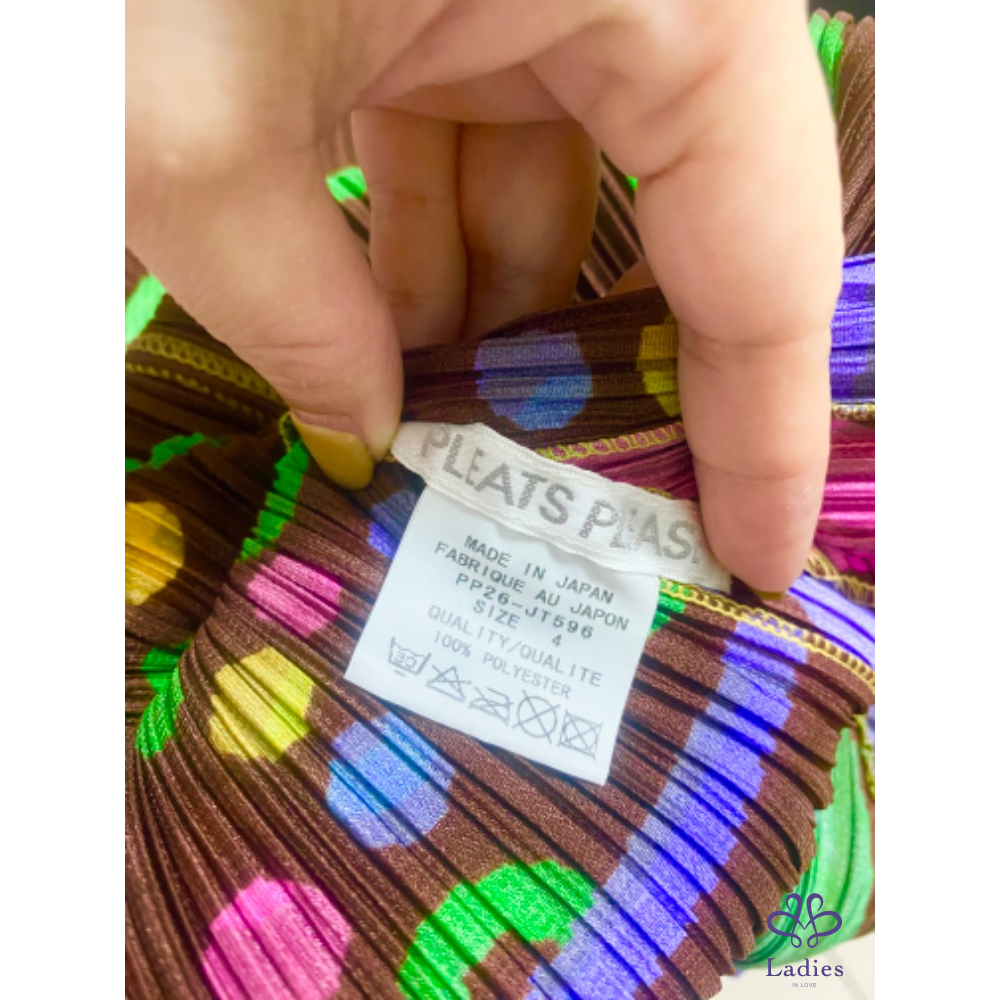 PLEATS PLEASE
MADE IN JAPAN
FABRIQUE AU JAPON
PP26-JT596
SIZE 4
QUALITY/QUALITE
100% POLYESTER
30
Ladies
IN LOVE